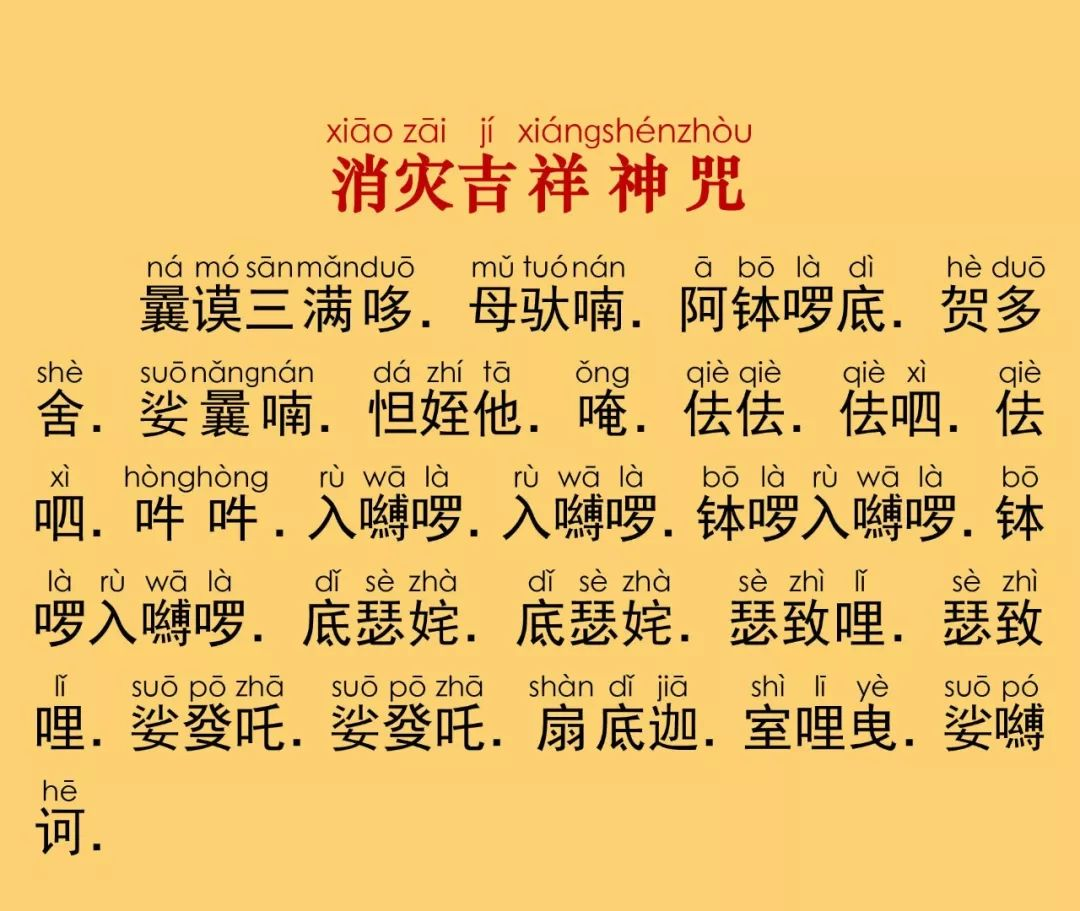 xiāo zāi jí xiángshénzhòu
消灾吉祥神咒
ná mó sānmǎnduō mǔ tuó nán ā bō là dì hè duō
曩谟三满哆. 母驮喃. 阿钵啰底. 贺多
shè suōnǎngnán dá zhí tā ǒng qiè qiè qiè xì qiè
舍. 娑曩喃. 怛姪他. 唵. 佉佉. 佉呬. 佉
xì hònghòng rù wā là rù wā là bō là rù wā là bō
呬. 吽吽. 入嚩啰. 入嚩啰. 钵啰入嚩啰. 钵
là rù wā là dǐ sè zhà dǐ sè zhà sè zhì lǐ sè zhì
啰入嚩啰. 底瑟姹. 底瑟姹. 瑟致哩. 瑟致
lǐ suō pō zhā suō pō zhā shàn dǐ jiā shì lī yè suō pó
哩. 娑癹吒. 娑癹吒. 扇底迦. 室哩曳. 娑嚩
hē
诃.